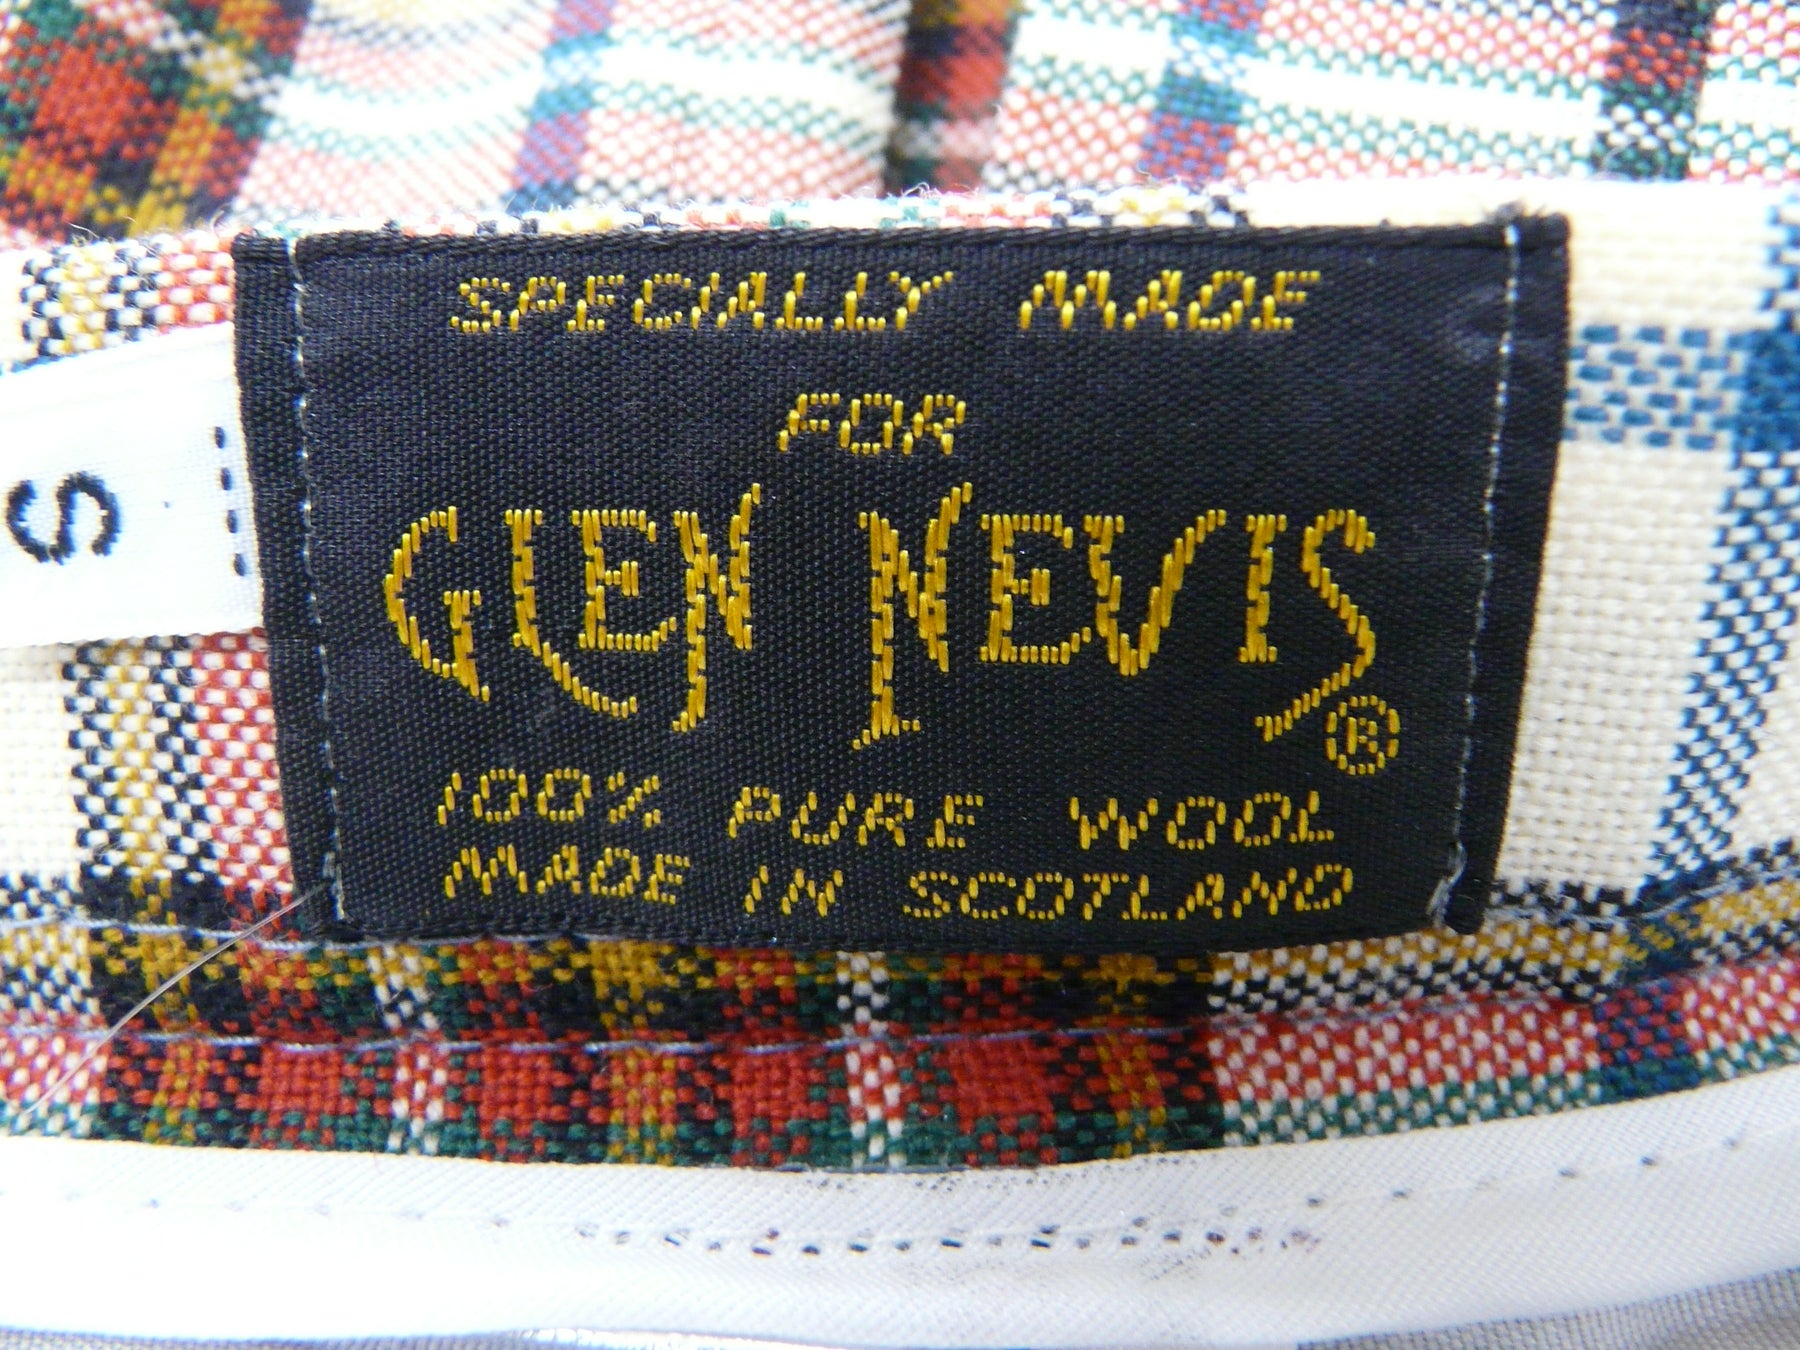 SPECIALLY MADE
FOR
GLEN NEVIS®
100% PURE WOOL
MADE IN SCOTLAND
S